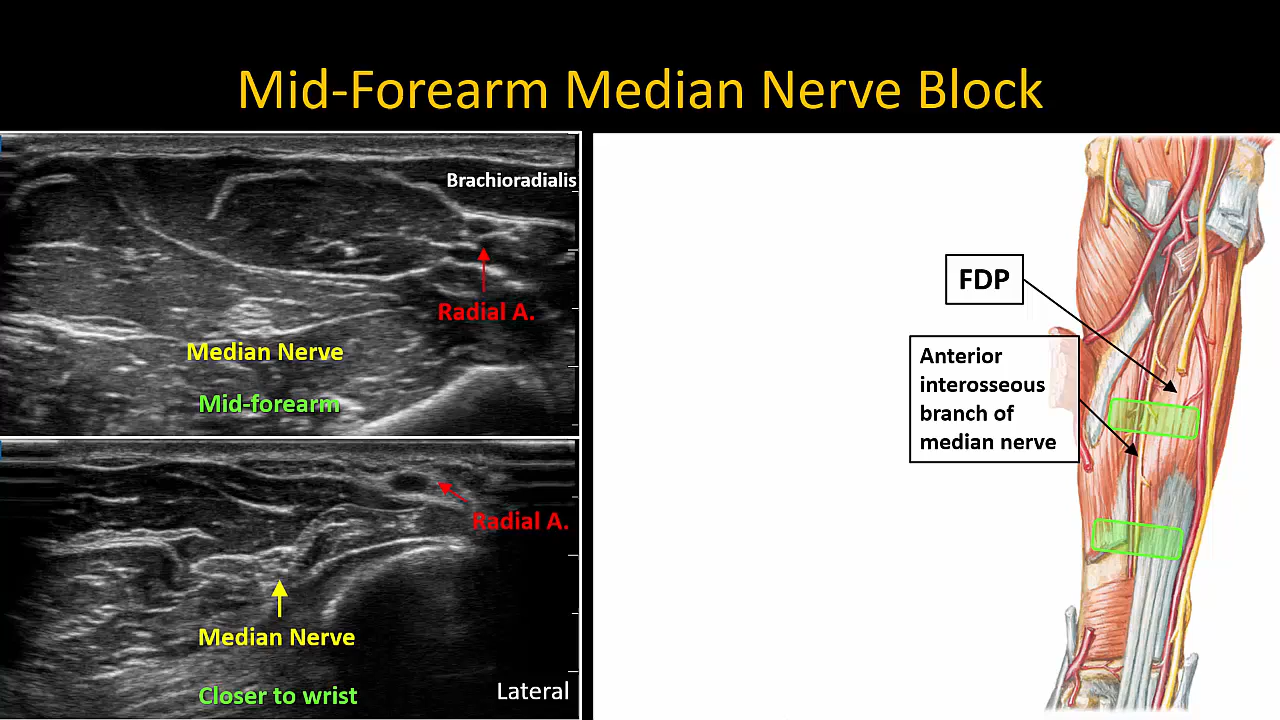 Mid-Forearm Median Nerve Block
Brachioradialis
Radial A.
Median Nerve
Mid-forearm
Radial A.
Median Nerve
Closer to wrist
Lateral
FDP
Anterior
interosseous
branch of
median nerve